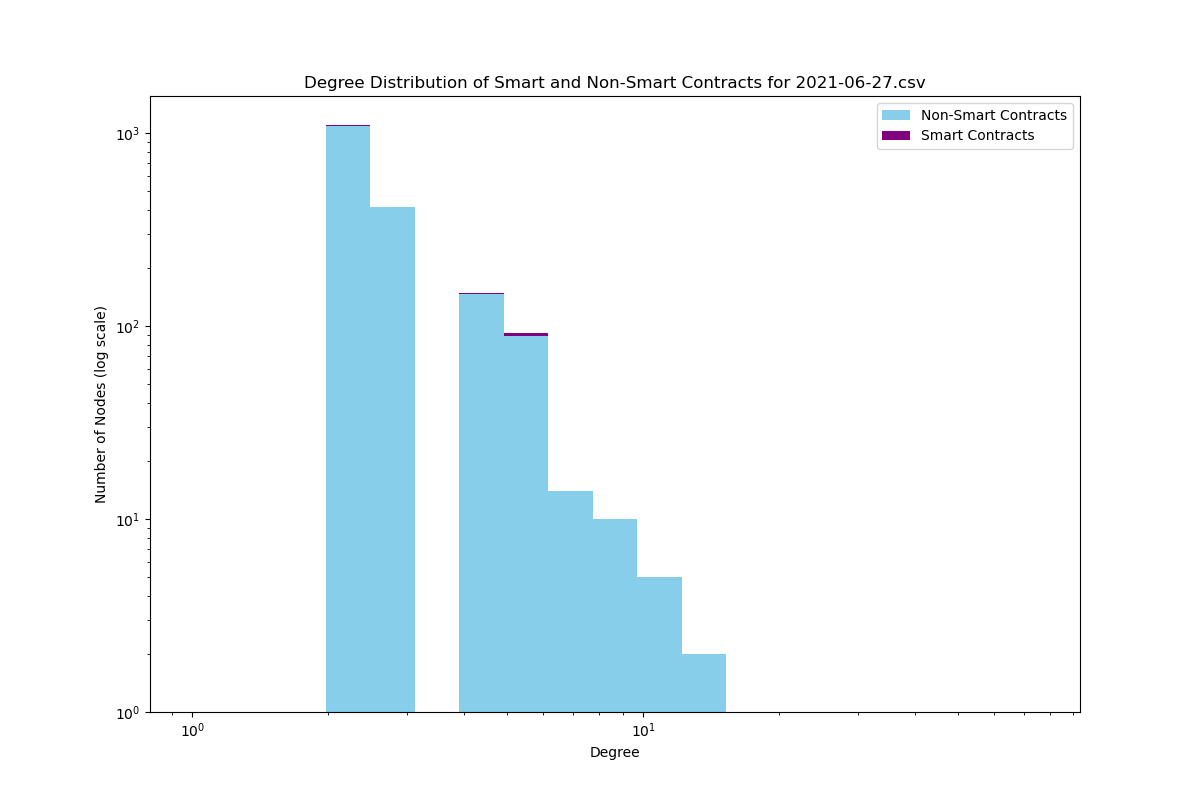 Degree Distribution of Smart and Non-Smart Contracts for 2021-06-27.csv
Non-Smart Contracts
Smart Contracts
Number of Nodes (log scale)
10³
10²
10¹
10⁰
10⁰ 10¹
Degree